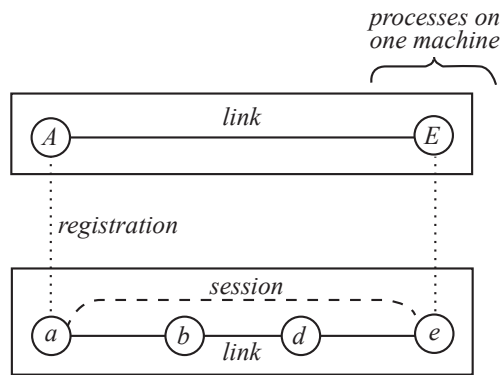 processes on
one machine
link
A
E
registration
session
a
b
d
e
link